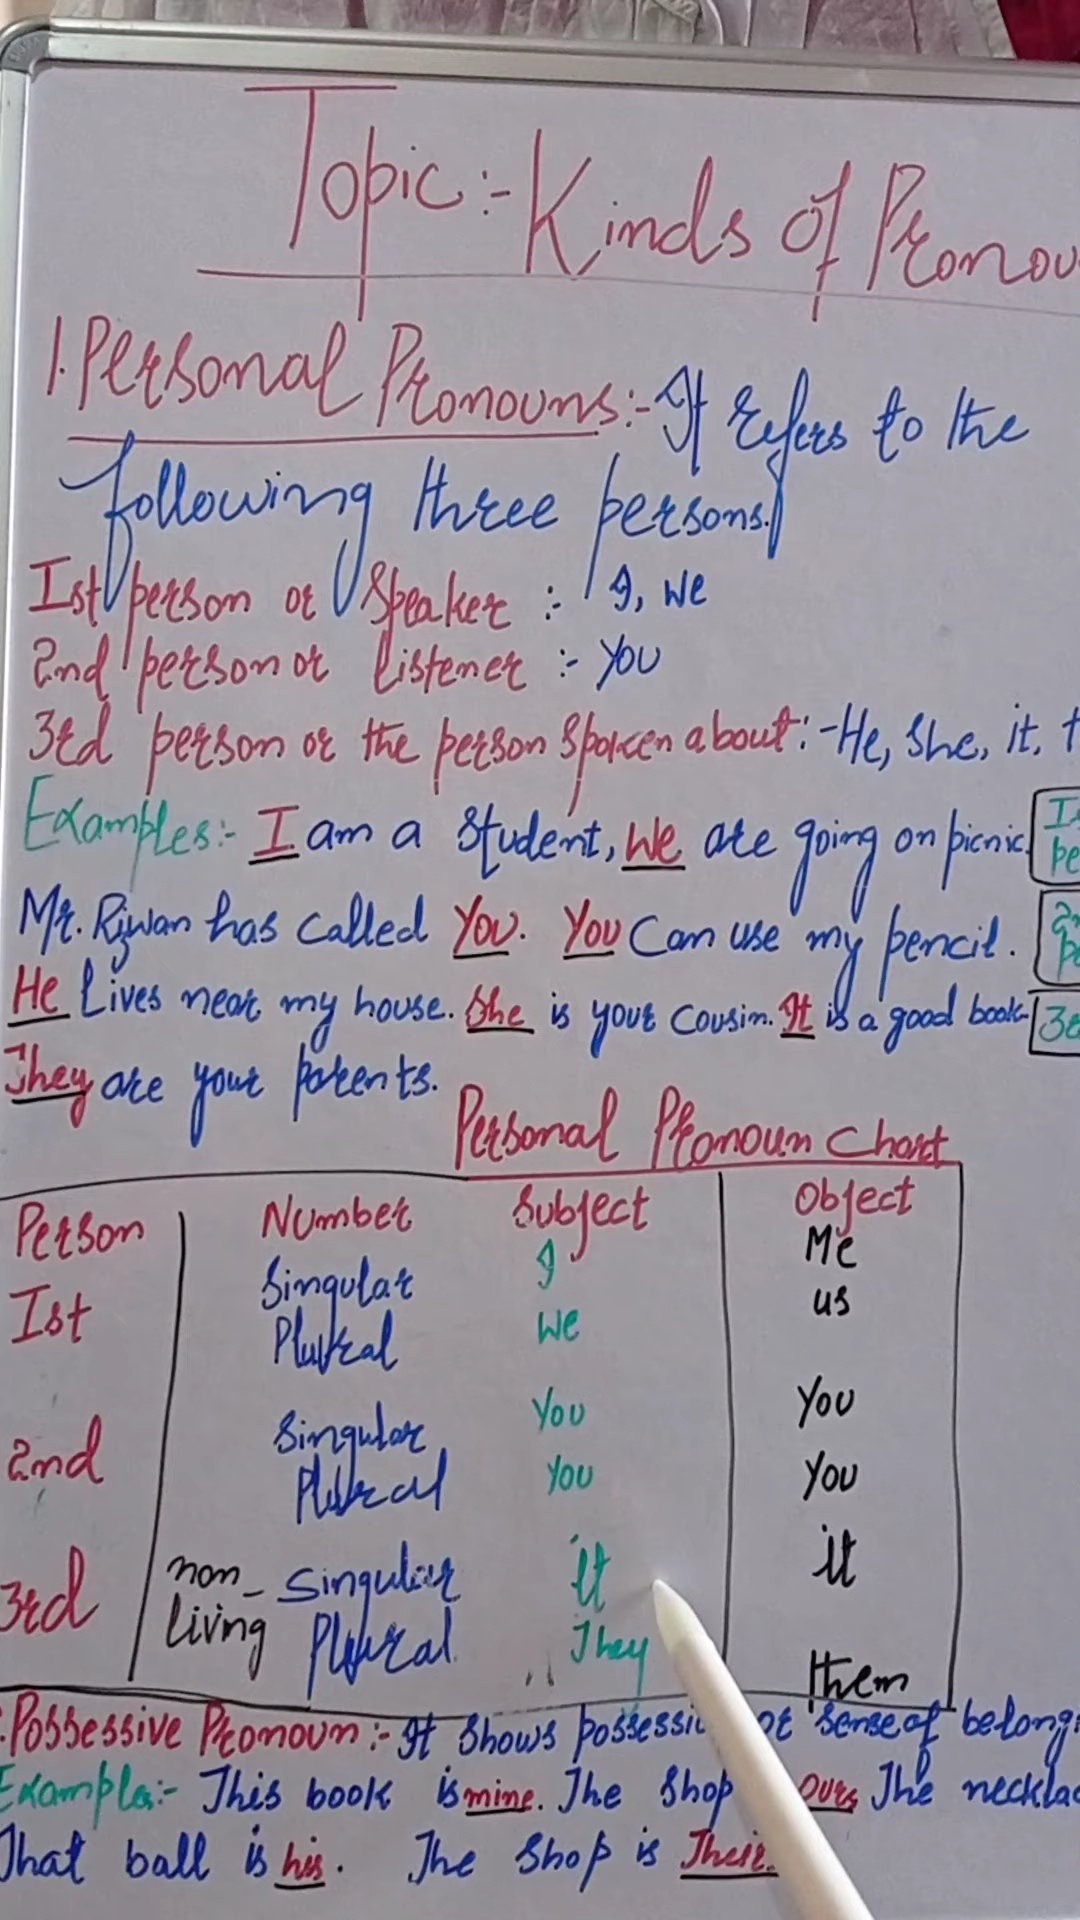 Topic:- Kinds of Pronou
1. Personal Pronouns:- It refers to the
following three persons.
Ist person or Speaker :- I, We
2nd person or listener :- You
3rd person or the person spoken about:- He, She, it, t
Examples:- I am a Student, We are going on picnic.
Mr. Rizwan has called You. You Can use my pencil.
He Lives near my house. She is your Cousin. It is a good book.
They are your parents.
Personal Pronoun Chart
Person Number Subject Object
Ist Singular I Me
Plural We us
2nd Singular You You
Plural You You
3rd non-living Singular it it
Plural They them
Possessive Pronoun:- It shows of sense of belong
Example:- This book is mine. The Shop ours The necklac
That ball is his. The Shop is Their.